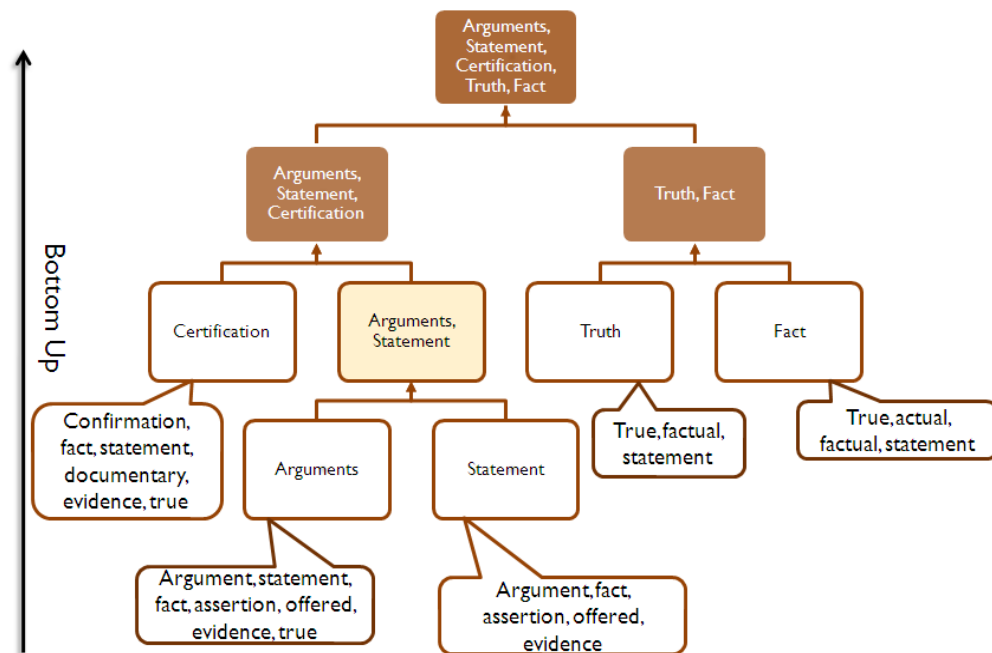 Arguments,
Statement,
Certification,
Truth, Fact
Arguments,
Statement,
Certification
Truth, Fact
Bottom Up
Certification
Arguments,
Statement
Truth
Fact
Confirmation,
fact, statement,
documentary,
evidence, true
Arguments
Statement
True, factual,
statement
True, actual,
factual, statement
Argument, statement,
fact, assertion, offered,
evidence, true
Argument, fact,
assertion, offered,
evidence